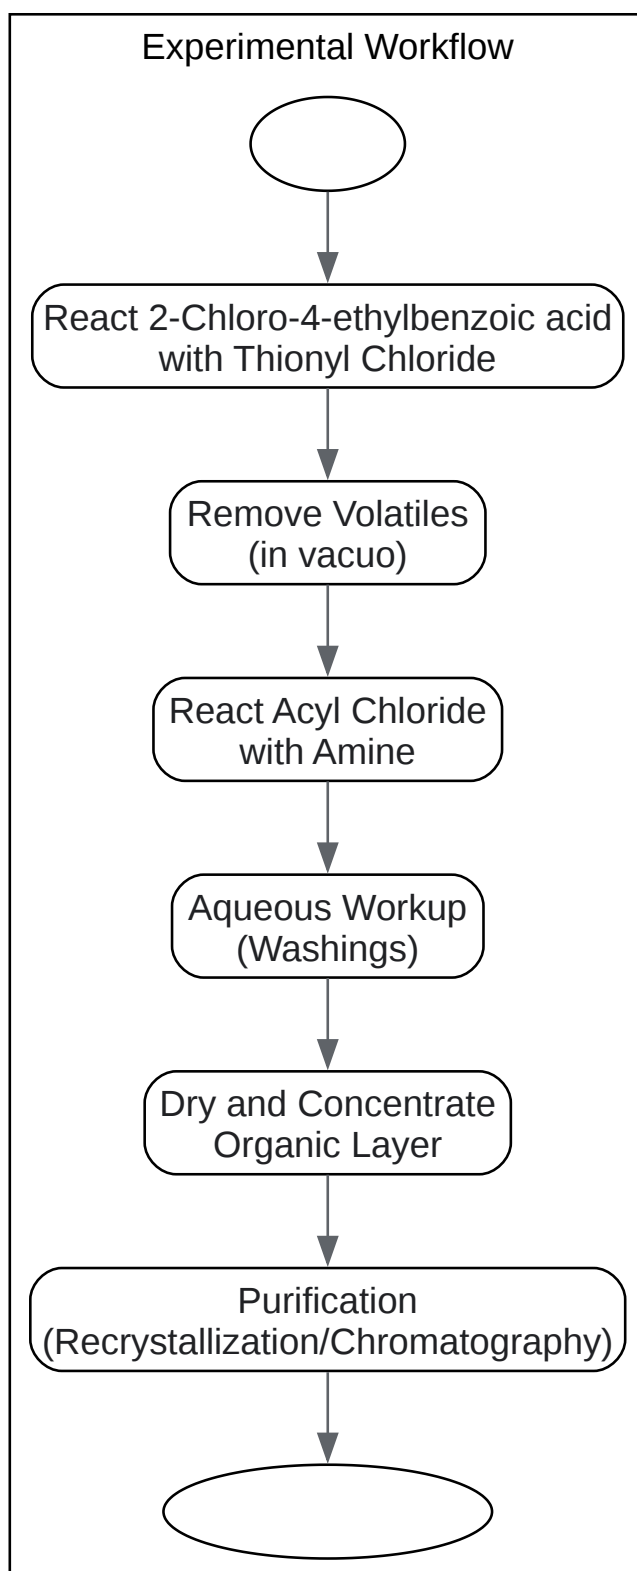 Experimental Workflow
React 2-Chloro-4-ethylbenzoic acid
with Thionyl Chloride
Remove Volatiles
(in vacuo)
React Acyl Chloride
with Amine
Aqueous Workup
(Washings)
Dry and Concentrate
Organic Layer
Purification
(Recrystallization/Chromatography)